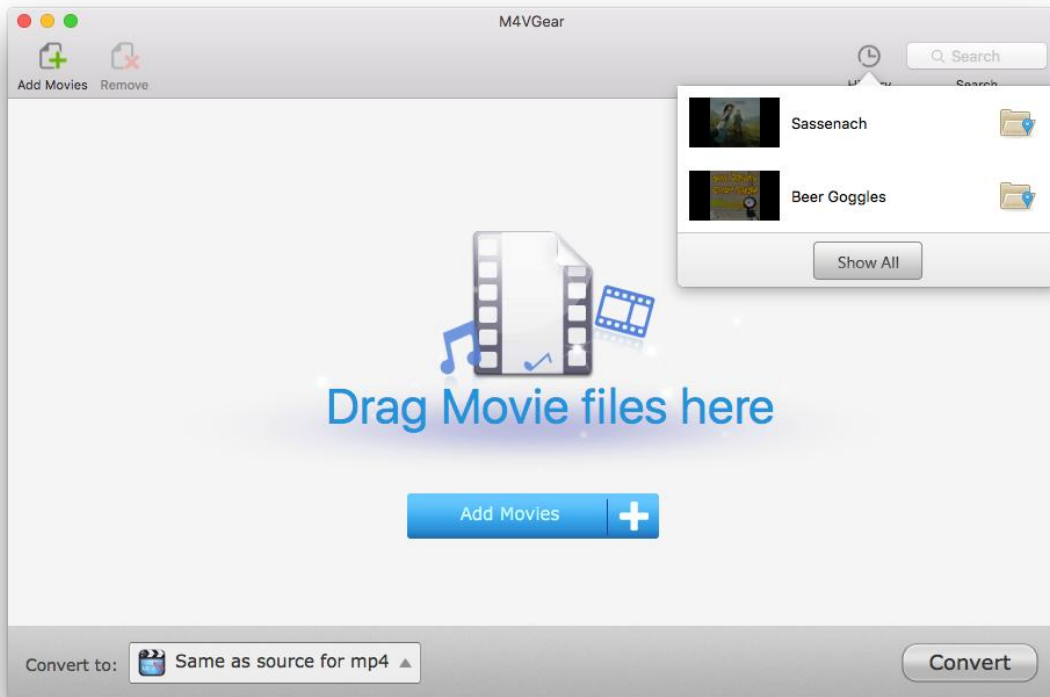 M4VGear
Add Movies
Remove
Search
Search
Sassenach
Beer Goggles
Show All
Drag Movie files here
Add Movies
Convert to:
Same as source for mp4
Convert